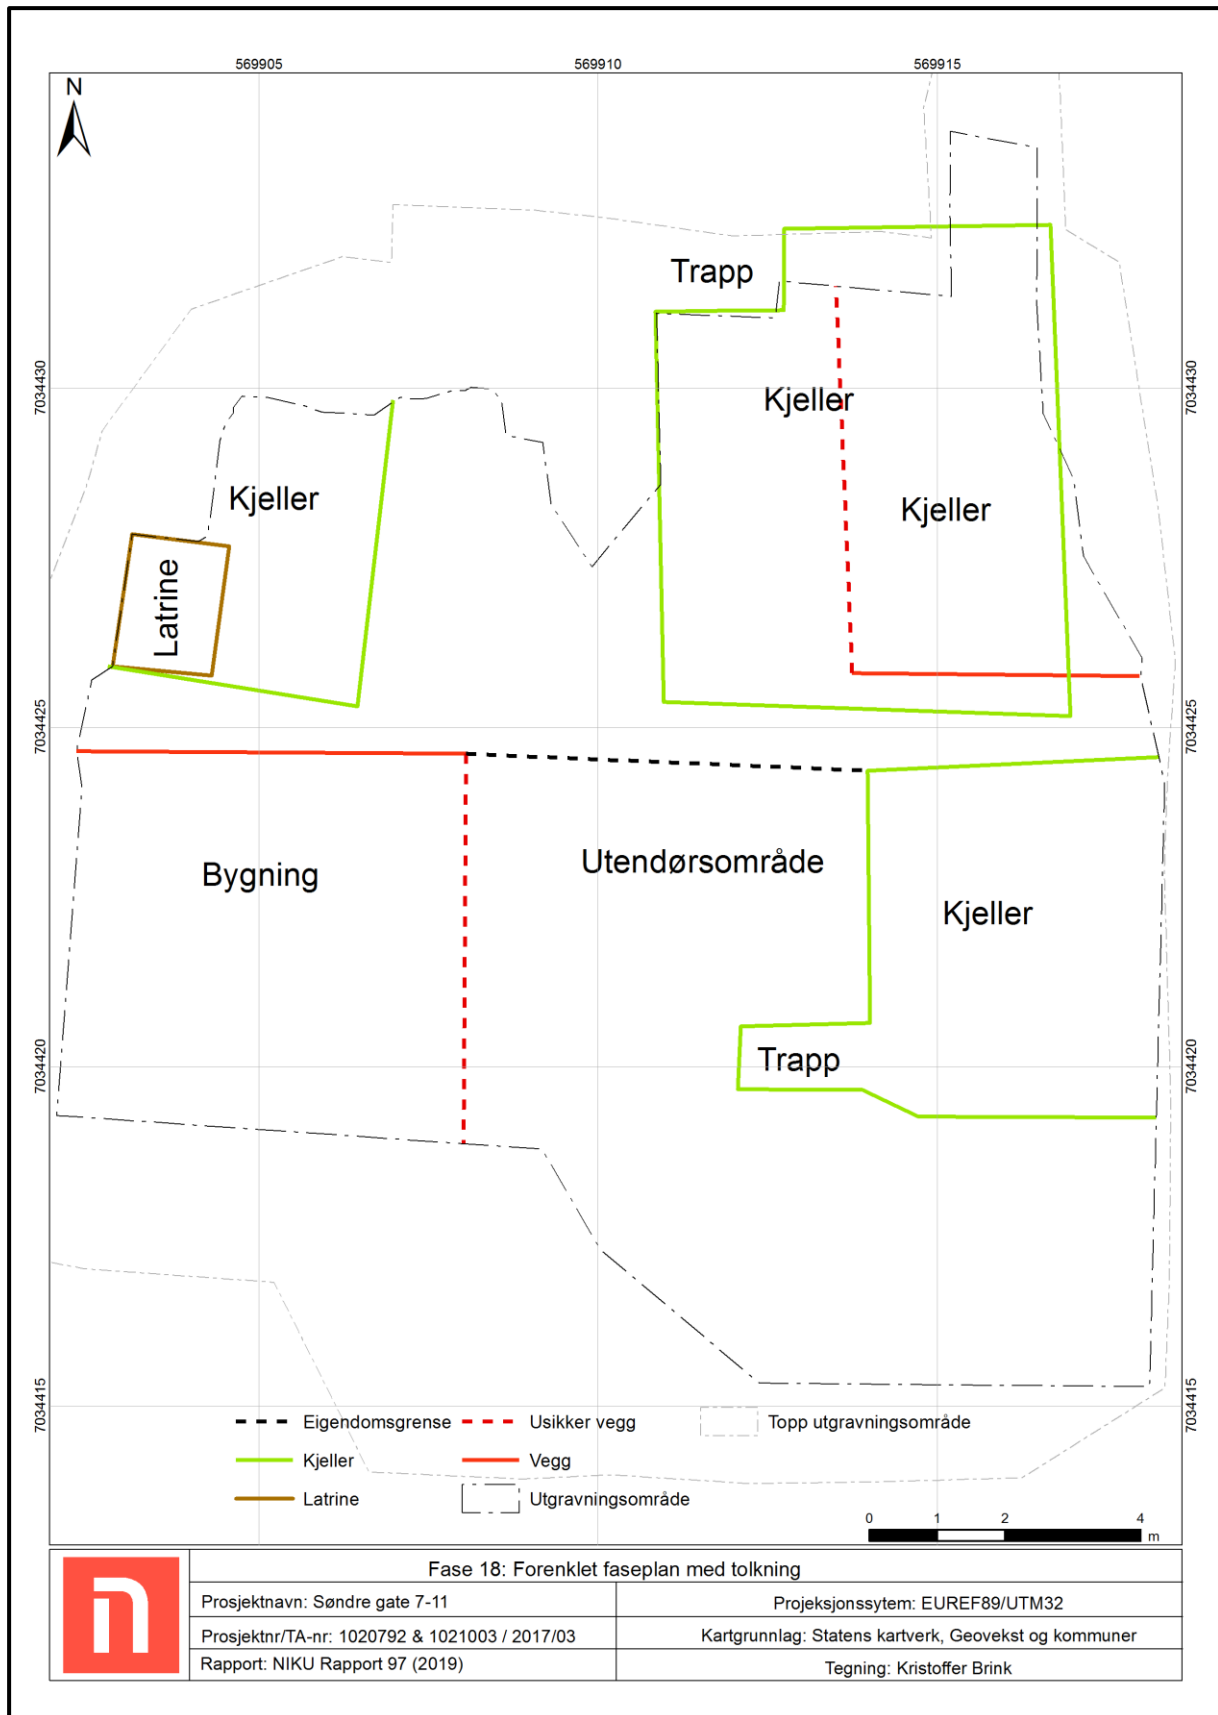 569905 569910 569915
N
Trapp
7034430 7034430
Kjeller
Kjeller
Kjeller
Latrine
7034425 7034425
Bygning
Utendørsområde
Kjeller
7034420 7034420
Trapp
7034415 7034415
Eigendomsgrense Usikker vegg Topp utgravningsområde
Kjeller Vegg
Latrine Utgravningsområde
0 1 2 4
m
Fase 18: Forenklet faseplan med tolkning
Prosjektnavn: Søndre gate 7-11
Projeksjonssytem: EUREF89/UTM32
Prosjektnr/TA-nr: 1020792 & 1021003 / 2017/03
Kartgrunnlag: Statens kartverk, Geovekst og kommuner
Rapport: NIKU Rapport 97 (2019)
Tegning: Kristoffer Brink